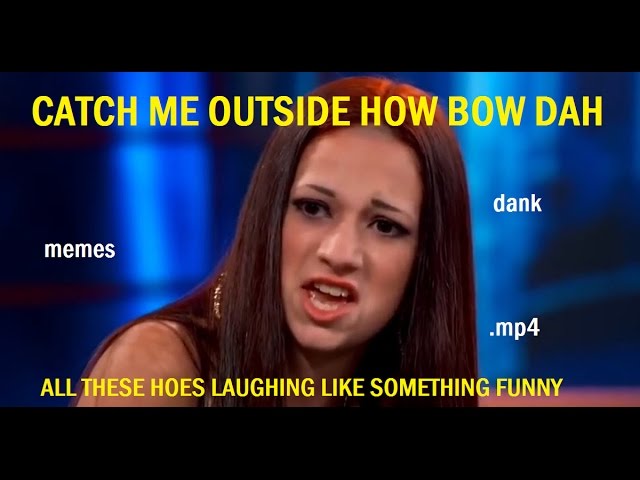 CATCH ME OUTSIDE HOW BOW DAH
dank
memes
.mp4
ALL THESE HOES LAUGHING LIKE SOMETHING FUNNY